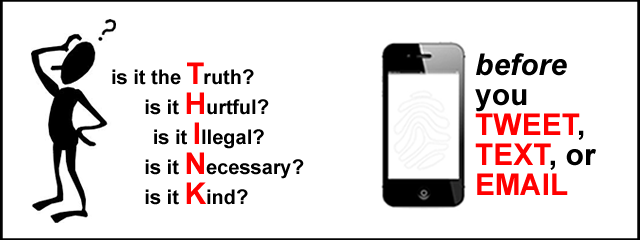 ?
is it the Truth?
is it Hurtful?
is it Illegal?
is it Necessary?
is it Kind?
before
you
TWEET,
TEXT, or
EMAIL